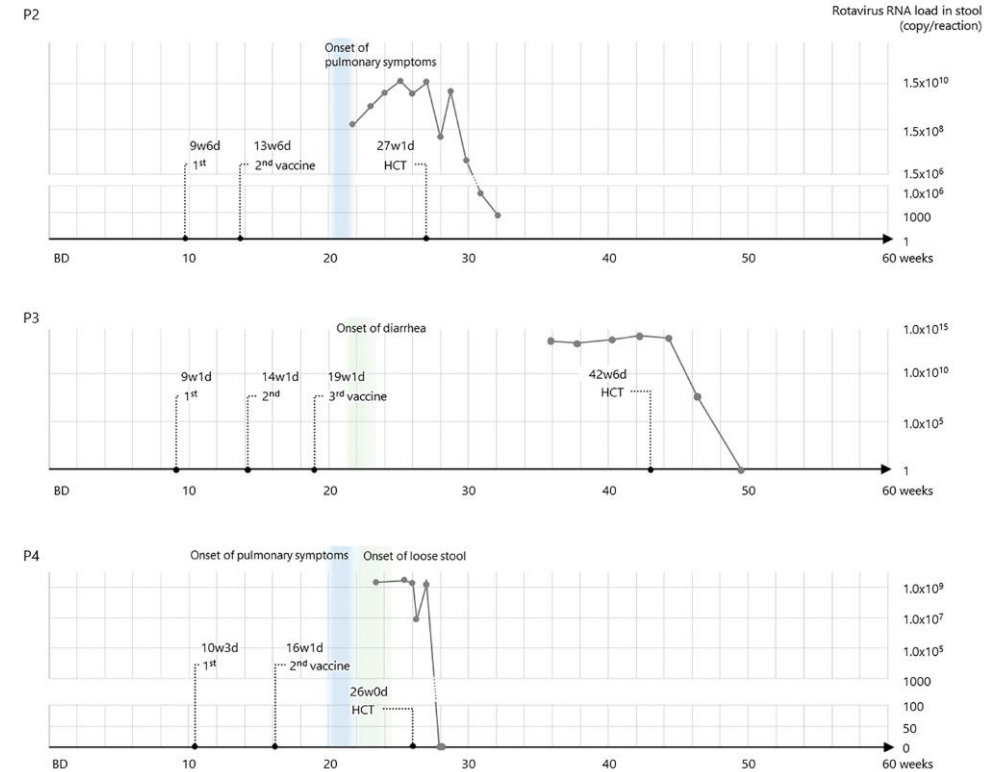 P2
Rotavirus RNA load in stool
(copy/reaction)
Onset of
pulmonary symptoms
1.5x10¹⁰
9w6d 13w6d 27w1d
1.5x10⁸
1ˢᵗ 2ⁿᵈ vaccine HCT
1.5x10⁶
1.0x10⁶
1000
1
BD 10 20 30 40 50 60 weeks
P3
Onset of diarrhea
1.0x10¹⁵
9w1d 14w1d 19w1d 42w6d
1.0x10¹⁰
1ˢᵗ 2ⁿᵈ 3ʳᵈ vaccine HCT
1.0x10⁵
1
BD 10 20 30 40 50 60 weeks
P4
Onset of pulmonary symptoms Onset of loose stool
1.0x10⁹
1.0x10⁷
10w3d 16w1d
1.0x10⁵
1ˢᵗ 2ⁿᵈ vaccine
1000
26w0d
HCT
100
50
0
BD 10 20 30 40 50 60 weeks